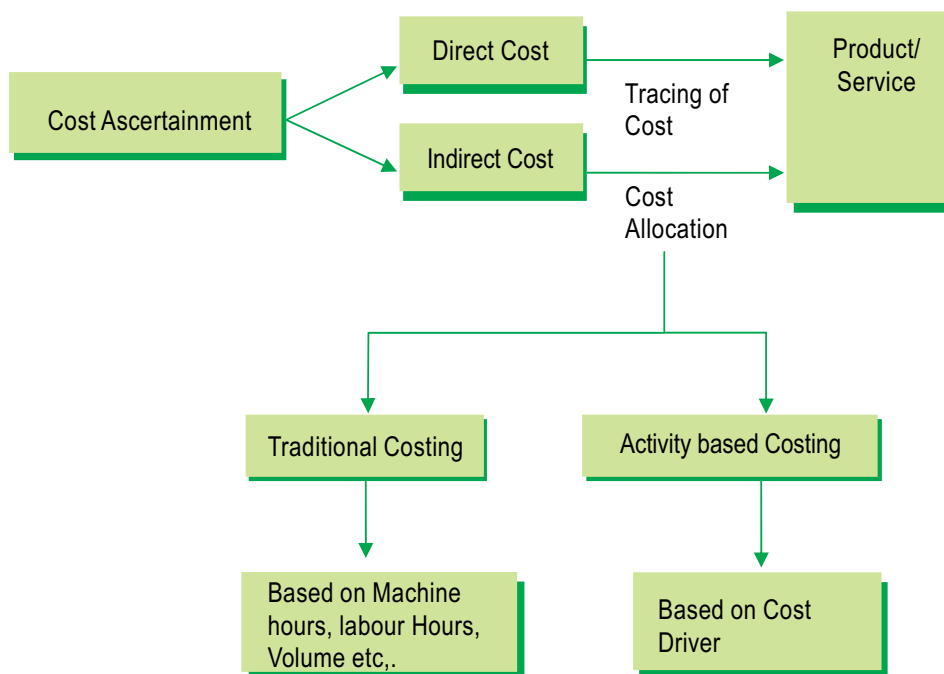 Cost Ascertainment
Direct Cost
Indirect Cost
Tracing of
Cost
Cost
Allocation
Product/
Service
Traditional Costing
Activity based Costing
Based on Machine
hours, labour Hours,
Volume etc,.
Based on Cost
Driver